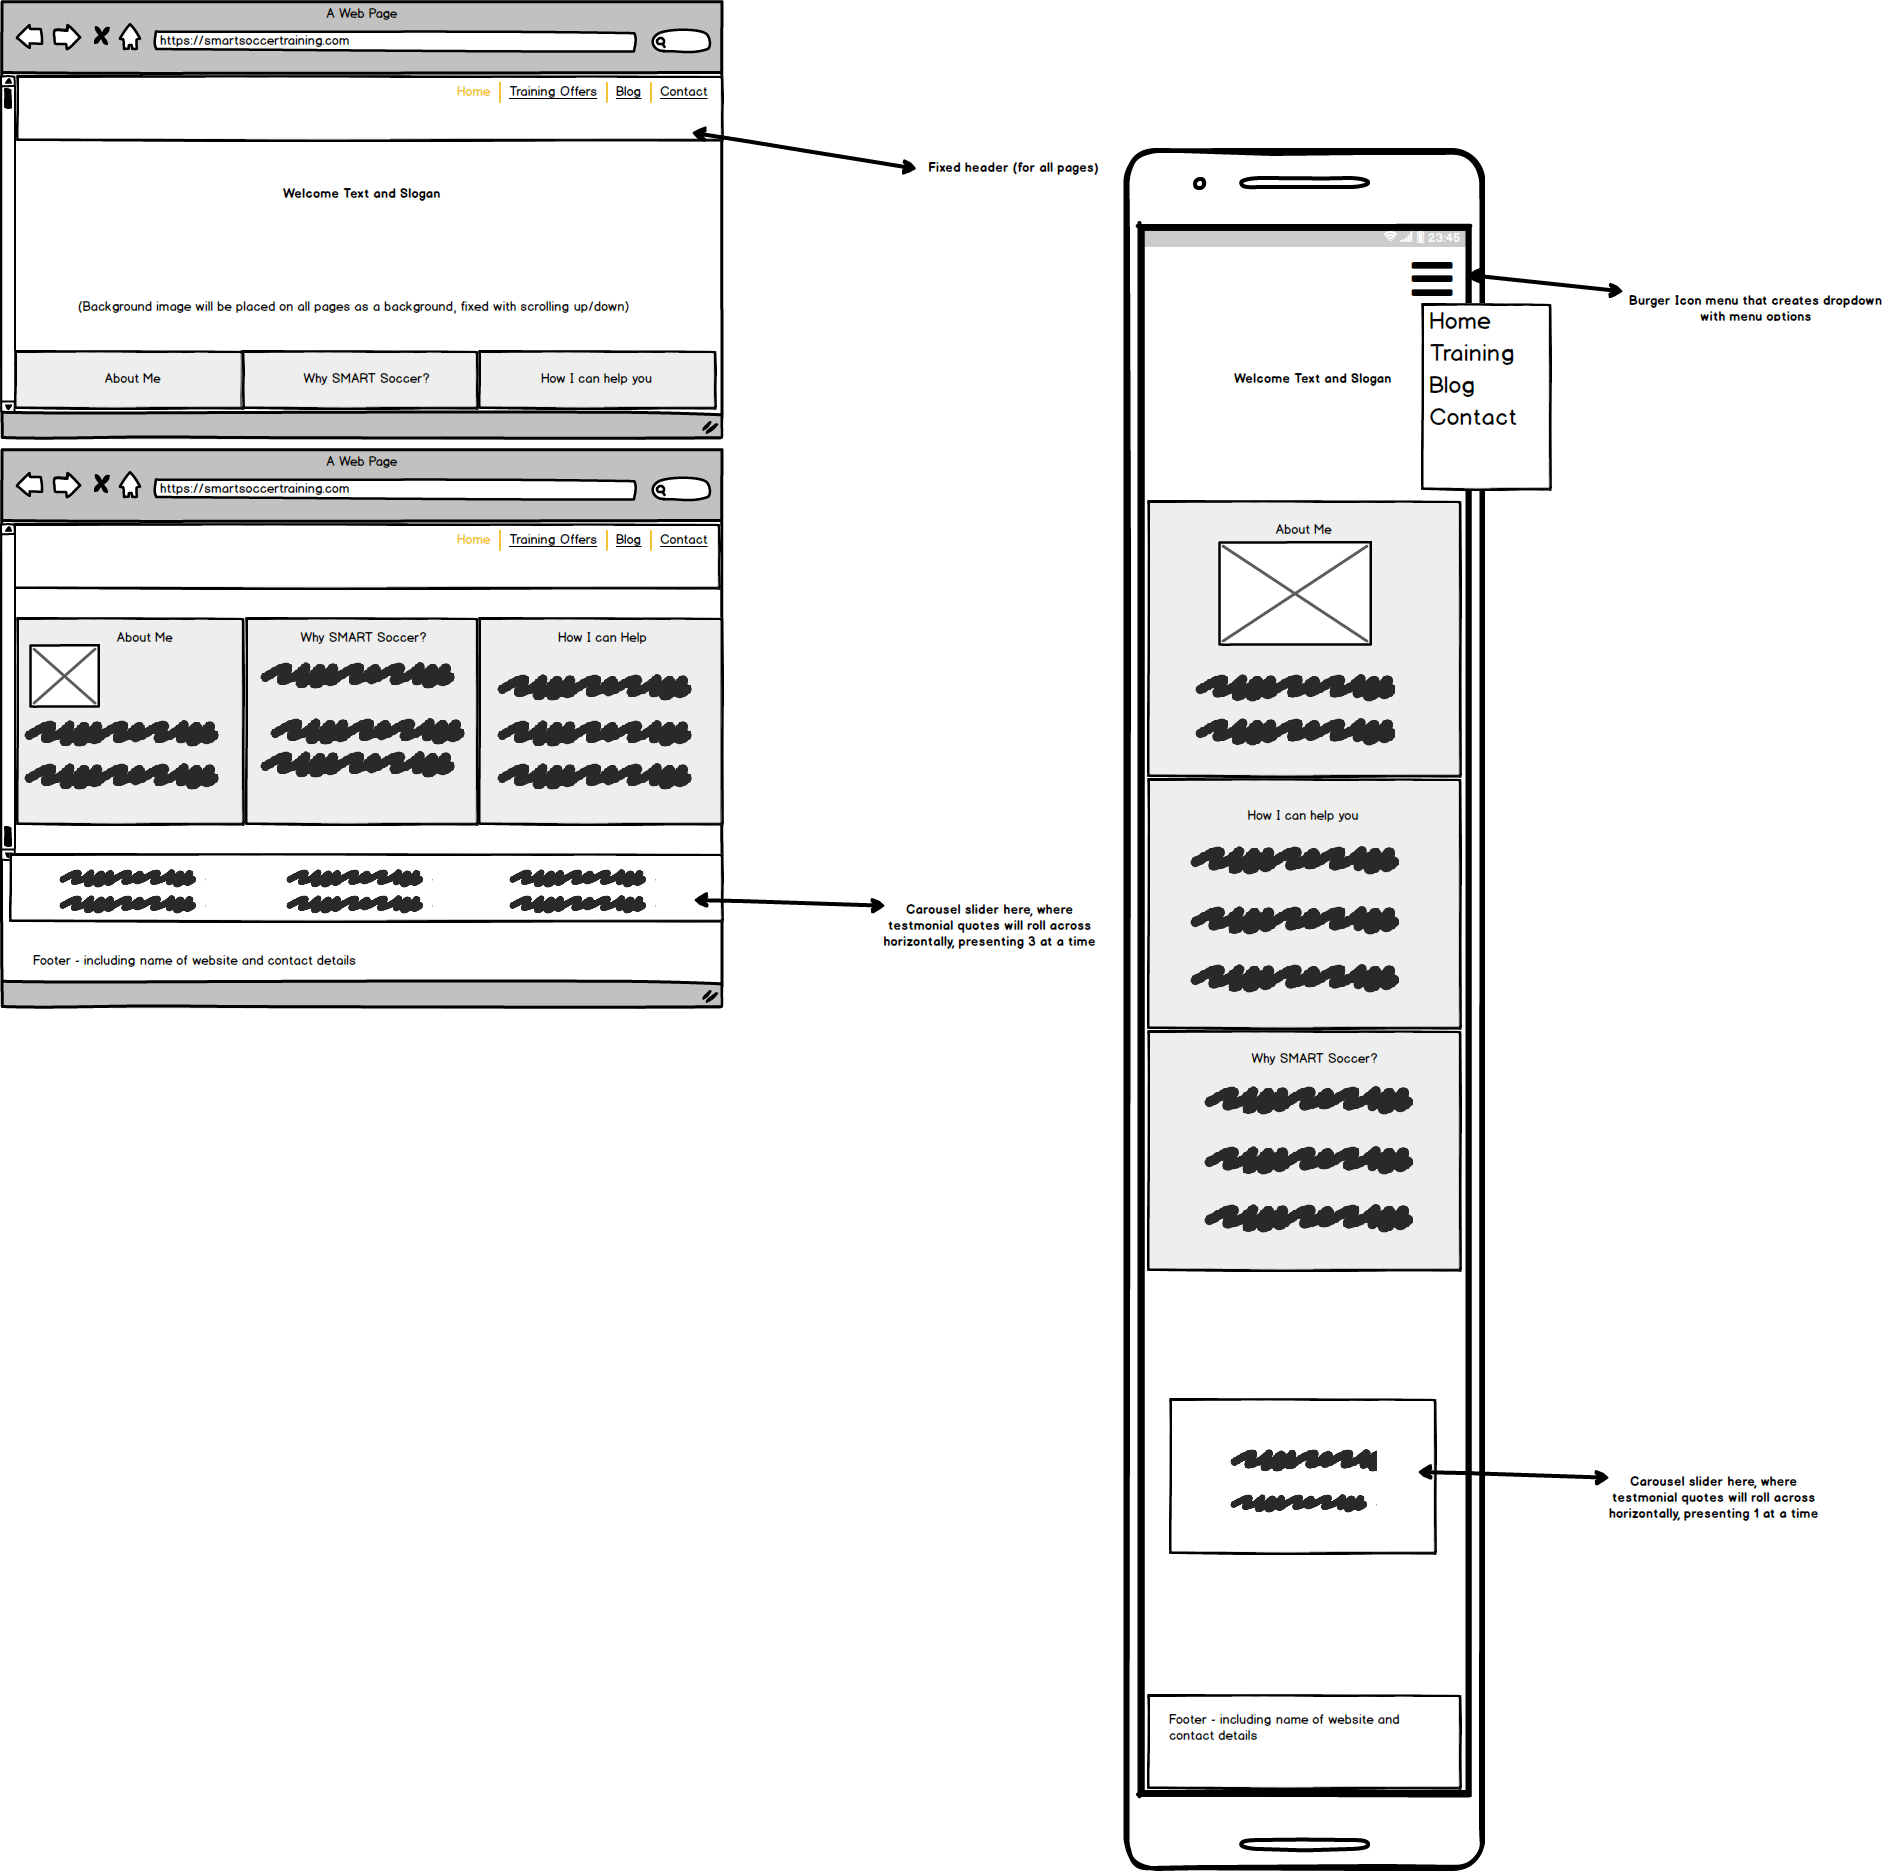 A Web Page
https://smartsoccertraining.com
Home Training Offers Blog Contact
Welcome Text and Slogan
(Background image will be placed on all pages as a background, fixed with scrolling up/down)
About Me Why SMART Soccer? How I can help you
Fixed header (for all pages)
A Web Page
https://smartsoccertraining.com
Home Training Offers Blog Contact
About Me Why SMART Soccer? How I can Help
Carousel slider here, where
testmonial quotes will roll across
horizontally, presenting 3 at a time
Footer - including name of website and contact details
23:45
Burger Icon menu that creates dropdown
with menu options
Home
Training
Blog
Contact
Welcome Text and Slogan
About Me
How I can help you
Why SMART Soccer?
Carousel slider here, where
testmonial quotes will roll across
horizontally, presenting 1 at a time
Footer - including name of website and
contact details